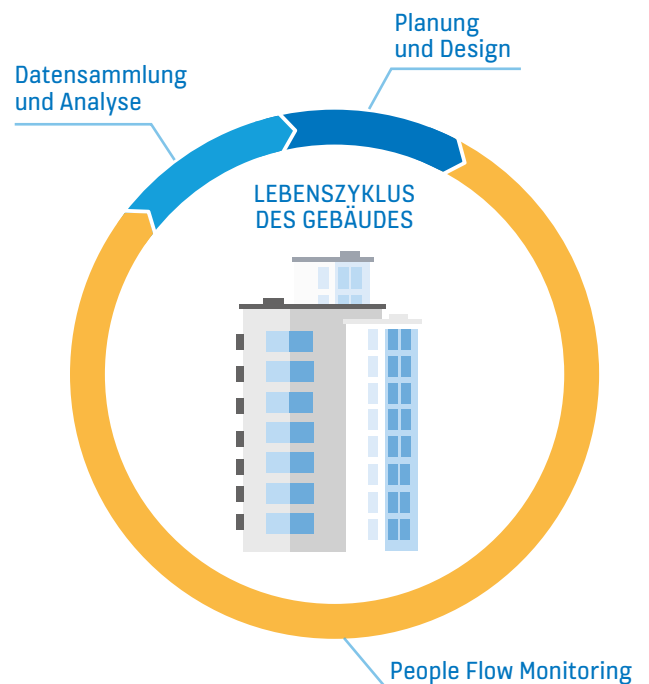 Planung
und Design
Datensammlung
und Analyse
LEBENSZYKLUS
DES GEBÄUDES
People Flow Monitoring